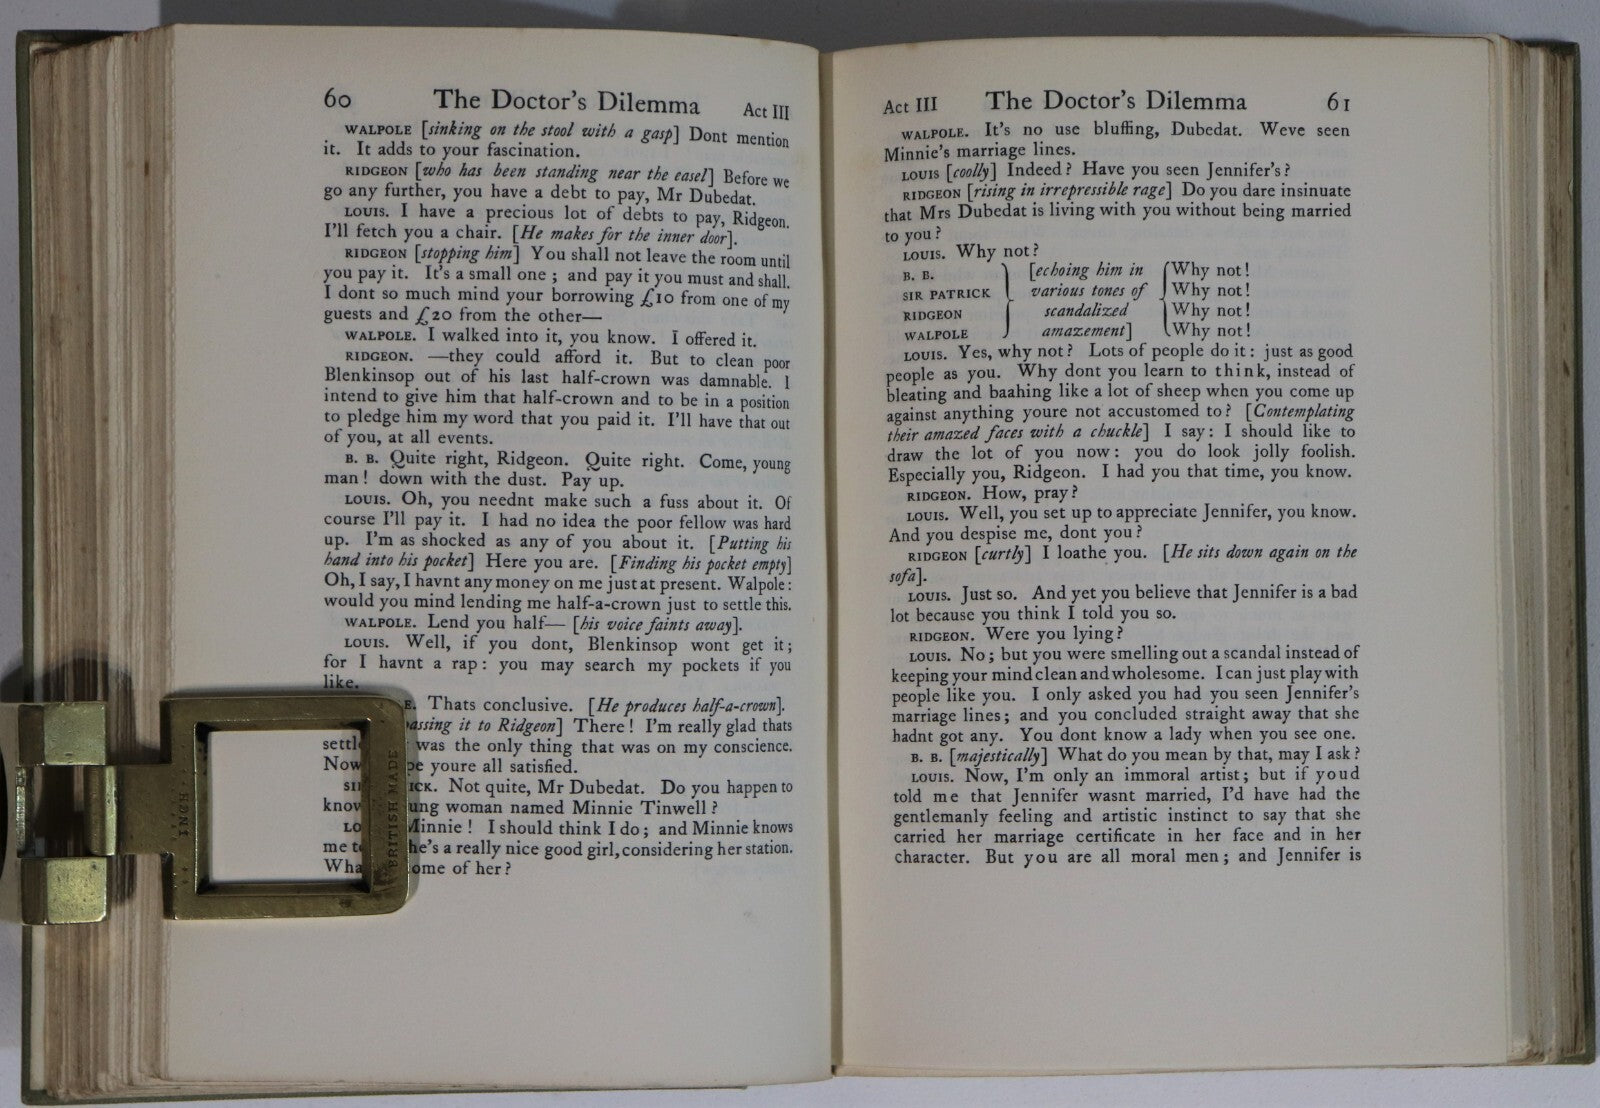 60 The Doctor's Dilemma Act III
WALPOLE [sinking on the stool with a gasp] Dont mention
it. It adds to your fascination.
RIDGEON [who has been standing near the easel] Before we
go any further, you have a debt to pay, Mr Dubedat.
LOUIS. I have a precious lot of debts to pay, Ridgeon.
I'll fetch you a chair. [He makes for the inner door].
RIDGEON [stopping him] You shall not leave the room until
you pay it. It's a small one; and pay it you must and shall.
I dont so much mind your borrowing £10 from one of my
guests and £20 from the other—
WALPOLE. I walked into it, you know. I offered it.
RIDGEON. —they could afford it. But to clean poor
Blenkinsop out of his last half-crown was damnable. I
intend to give him that half-crown and to be in a position
to pledge him my word that you paid it. I'll have that out
of you, at all events.
B. B. Quite right, Ridgeon. Quite right. Come, young
man! down with the dust. Pay up.
LOUIS. Oh, you neednt make such a fuss about it. Of
course I'll pay it. I had no idea the poor fellow was hard
up. I'm as shocked as any of you about it. [Putting his
hand into his pocket] Here you are. [Finding his pocket empty]
Oh, I say, I havnt any money on me just at present. Walpole:
would you mind lending me half-a-crown just to settle this.
WALPOLE. Lend you half— [his voice faints away].
LOUIS. Well, if you dont, Blenkinsop wont get it;
for I havnt a rap: you may search my pockets if you
like.
E. Thats conclusive. [He produces half-a-crown].
assing it to Ridgeon] There! I'm really glad thats
settl was the only thing that was on my conscience.
Now pe youre all satisfied.
SI ICK. Not quite, Mr Dubedat. Do you happen to
know ung woman named Minnie Tinwell?
LO Minnie! I should think I do; and Minnie knows
me to he's a really nice good girl, considering her station.
Wha ome of her?
HONI
BRITISH MADE
Act III The Doctor's Dilemma 61
WALPOLE. It's no use bluffing, Dubedat. Weve seen
Minnie's marriage lines.
LOUIS [coolly] Indeed? Have you seen Jennifer's?
RIDGEON [rising in irrepressible rage] Do you dare insinuate
that Mrs Dubedat is living with you without being married
to you?
LOUIS. Why not?
B. B. [echoing him in Why not!
SIR PATRICK various tones of Why not!
RIDGEON scandalized Why not!
WALPOLE amazement] Why not!
LOUIS. Yes, why not? Lots of people do it: just as good
people as you. Why dont you learn to think, instead of
bleating and baahing like a lot of sheep when you come up
against anything youre not accustomed to? [Contemplating
their amazed faces with a chuckle] I say: I should like to
draw the lot of you now: you do look jolly foolish.
Especially you, Ridgeon. I had you that time, you know.
RIDGEON. How, pray?
LOUIS. Well, you set up to appreciate Jennifer, you know.
And you despise me, dont you?
RIDGEON [curtly] I loathe you. [He sits down again on the
sofa].
LOUIS. Just so. And yet you believe that Jennifer is a bad
lot because you think I told you so.
RIDGEON. Were you lying?
LOUIS. No; but you were smelling out a scandal instead of
keeping your mind clean and wholesome. I can just play with
people like you. I only asked you had you seen Jennifer's
marriage lines; and you concluded straight away that she
hadnt got any. You dont know a lady when you see one.
B. B. [majestically] What do you mean by that, may I ask?
LOUIS. Now, I'm only an immoral artist; but if youd
told me that Jennifer wasnt married, I'd have had the
gentlemanly feeling and artistic instinct to say that she
carried her marriage certificate in her face and in her
character. But you are all moral men; and Jennifer is